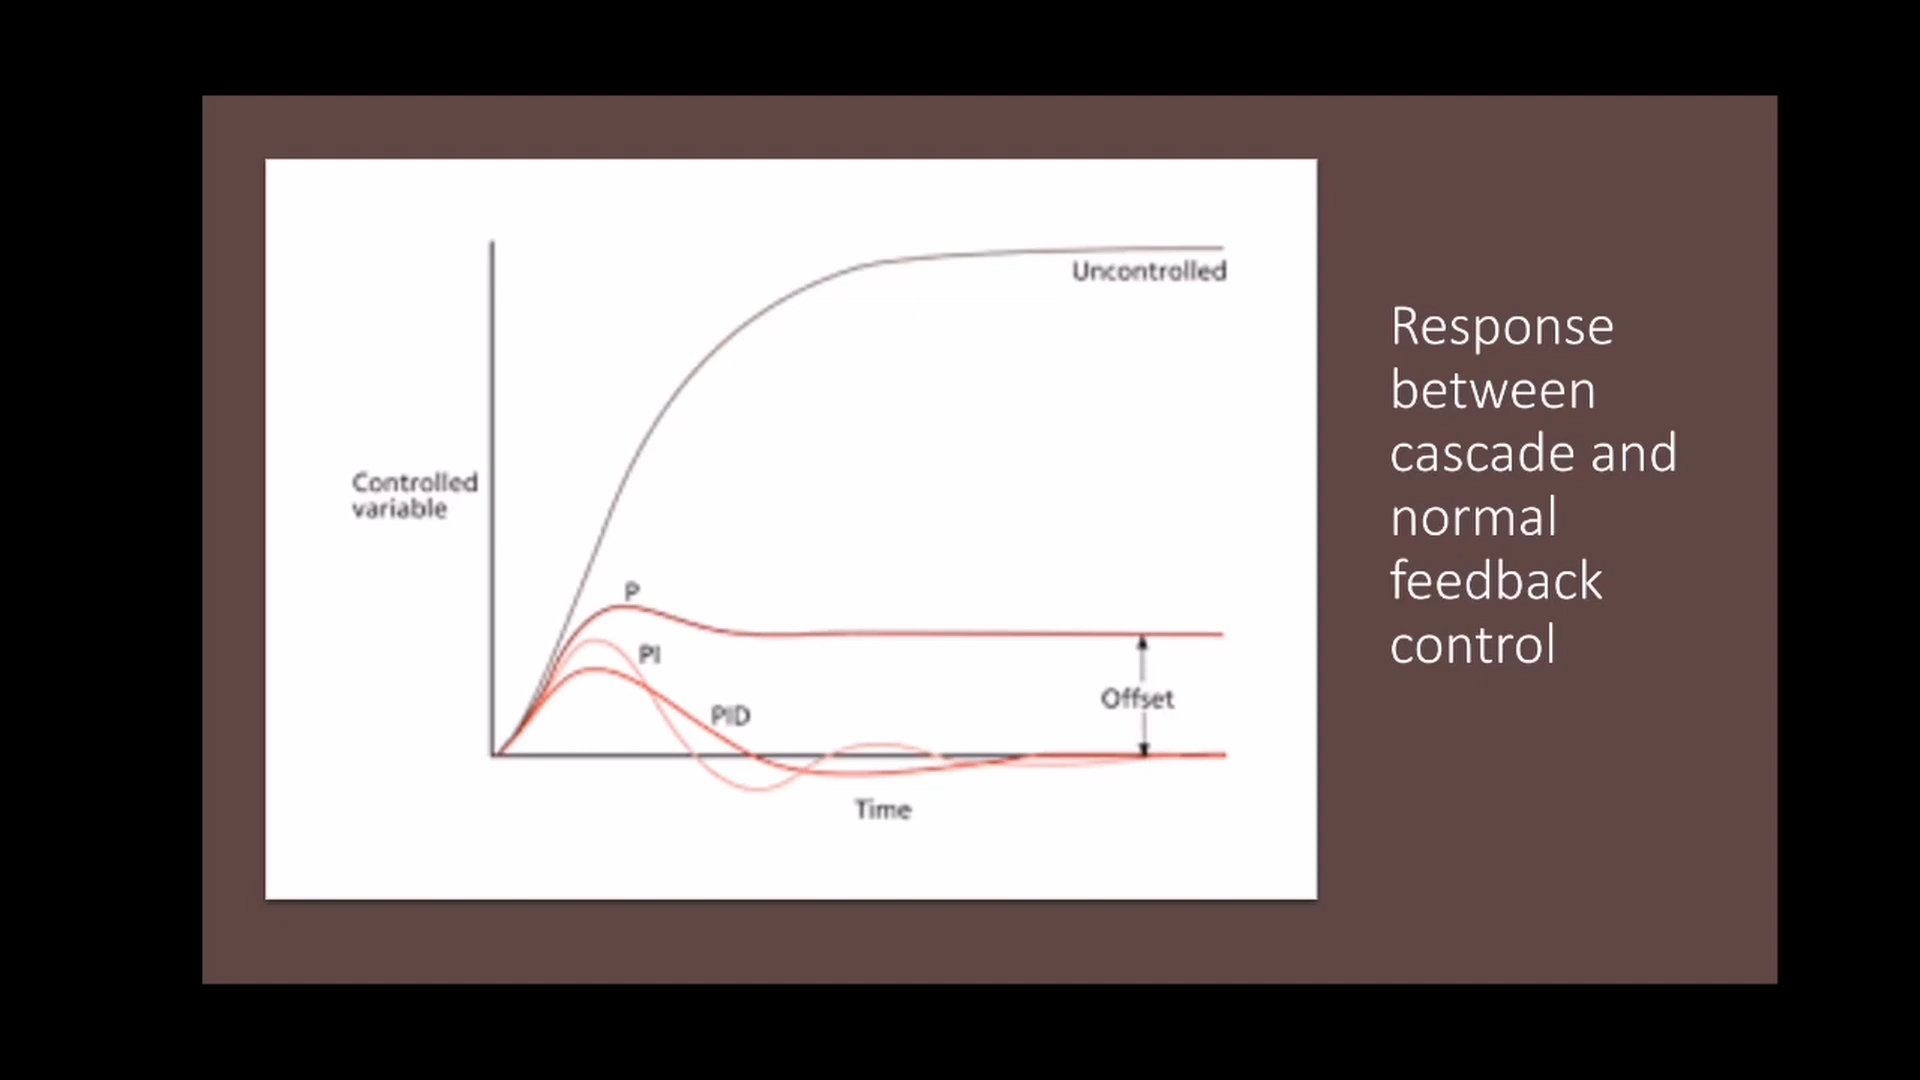 Uncontrolled
Controlled
variable
P
PI
PID
Offset
Time
Response
between
cascade and
normal
feedback
control